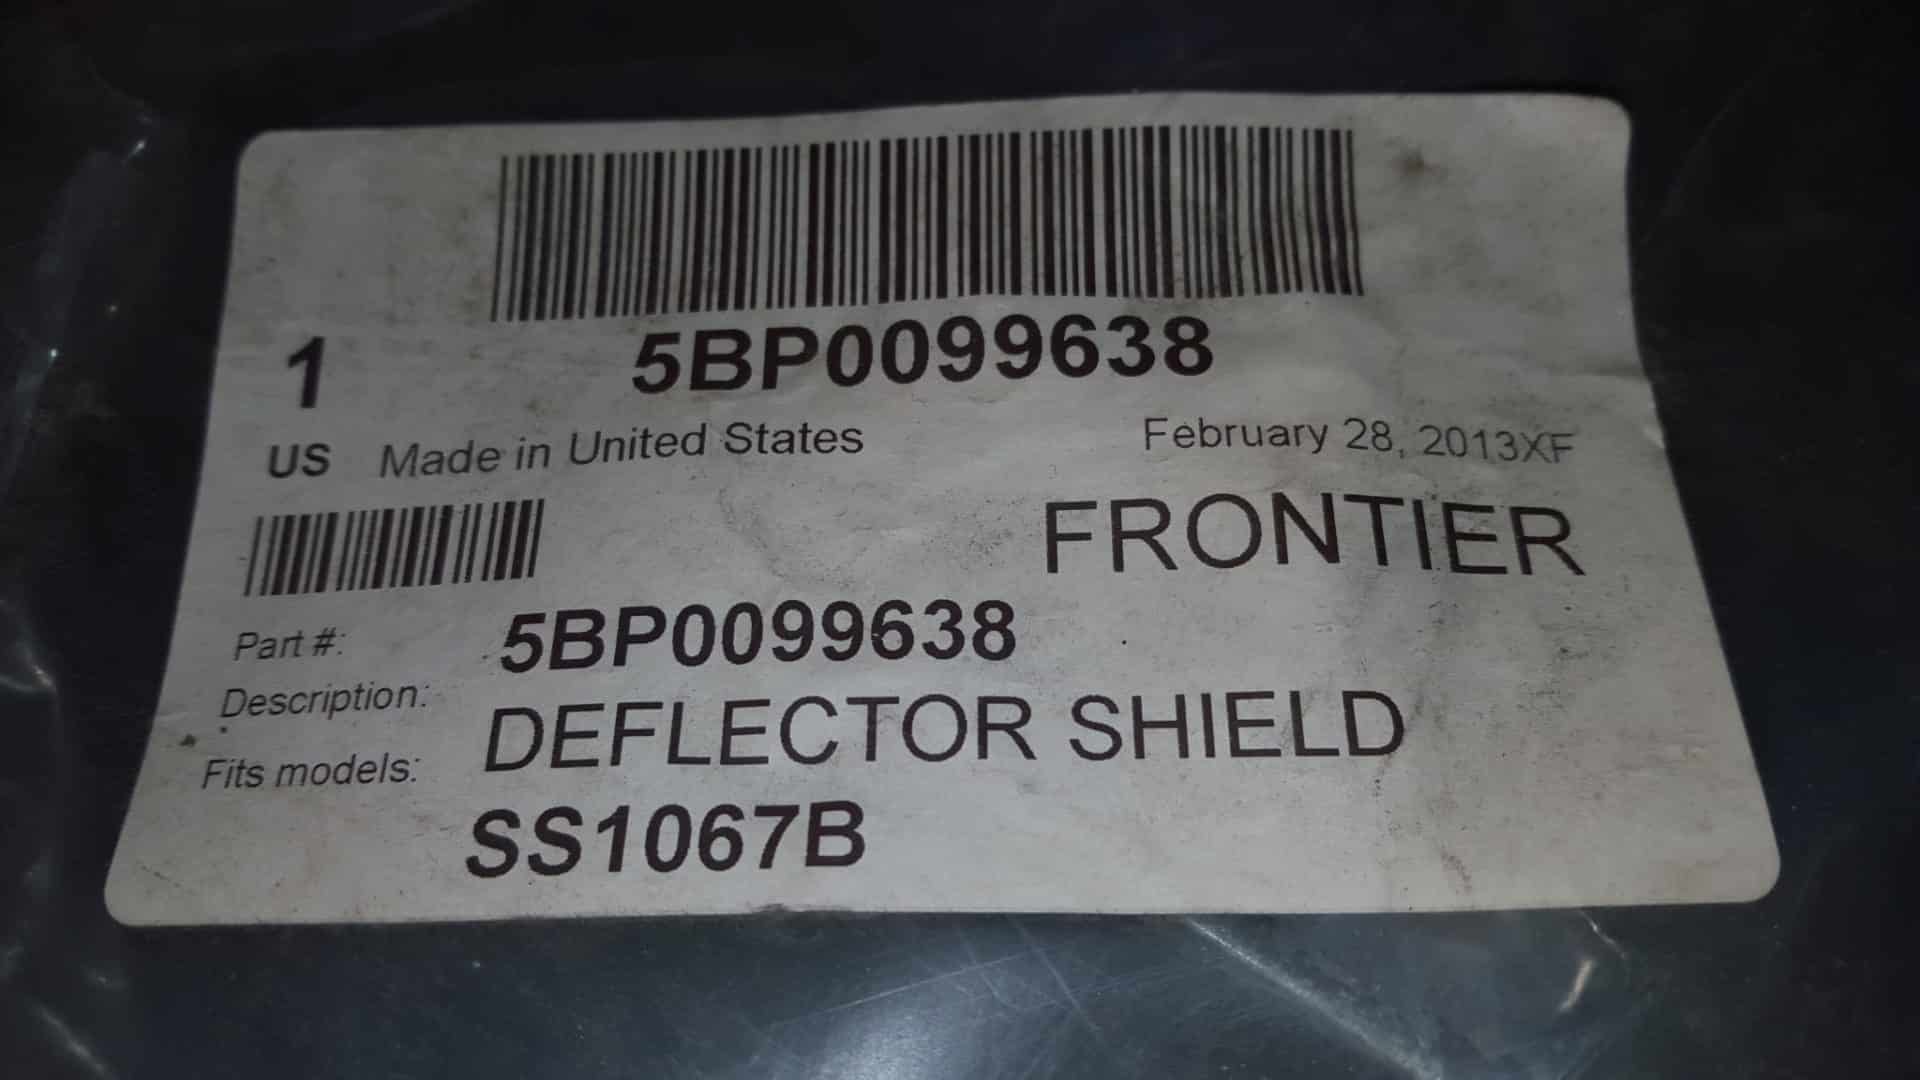 1 5BP0099638
US Made in United States February 28, 2013XF
FRONTIER
Part #: 5BP0099638
Description: DEFLECTOR SHIELD
Fits models: SS1067B